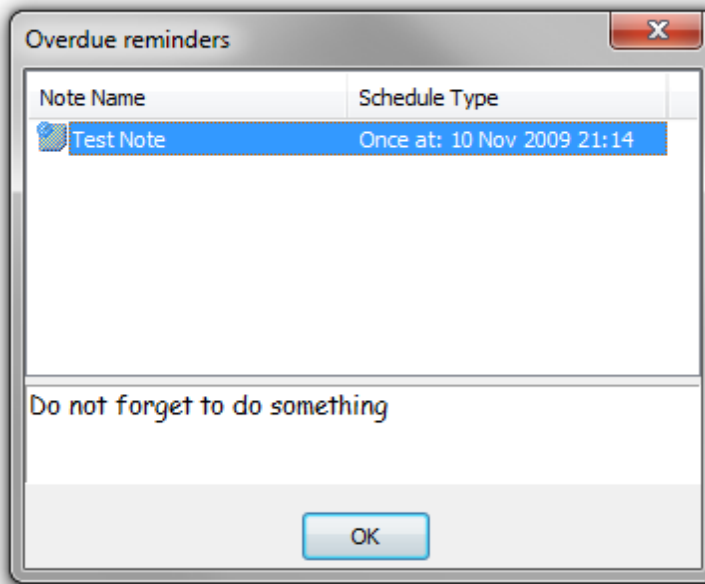 Overdue reminders
Note Name Schedule Type
Test Note Once at: 10 Nov 2009 21:14
Do not forget to do something
OK